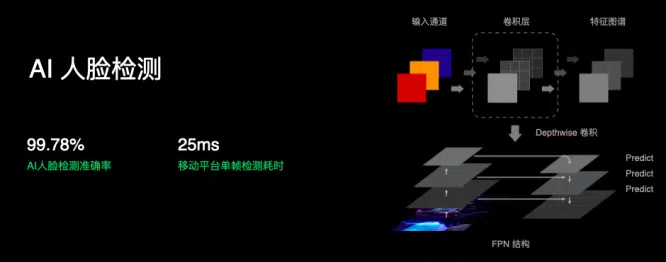 AI 人脸检测
99.78%
AI人脸检测准确率
25ms
移动平台单帧检测耗时
输入通道
卷积层
特征图谱
Depthwise 卷积
Predict
Predict
Predict
FPN 结构